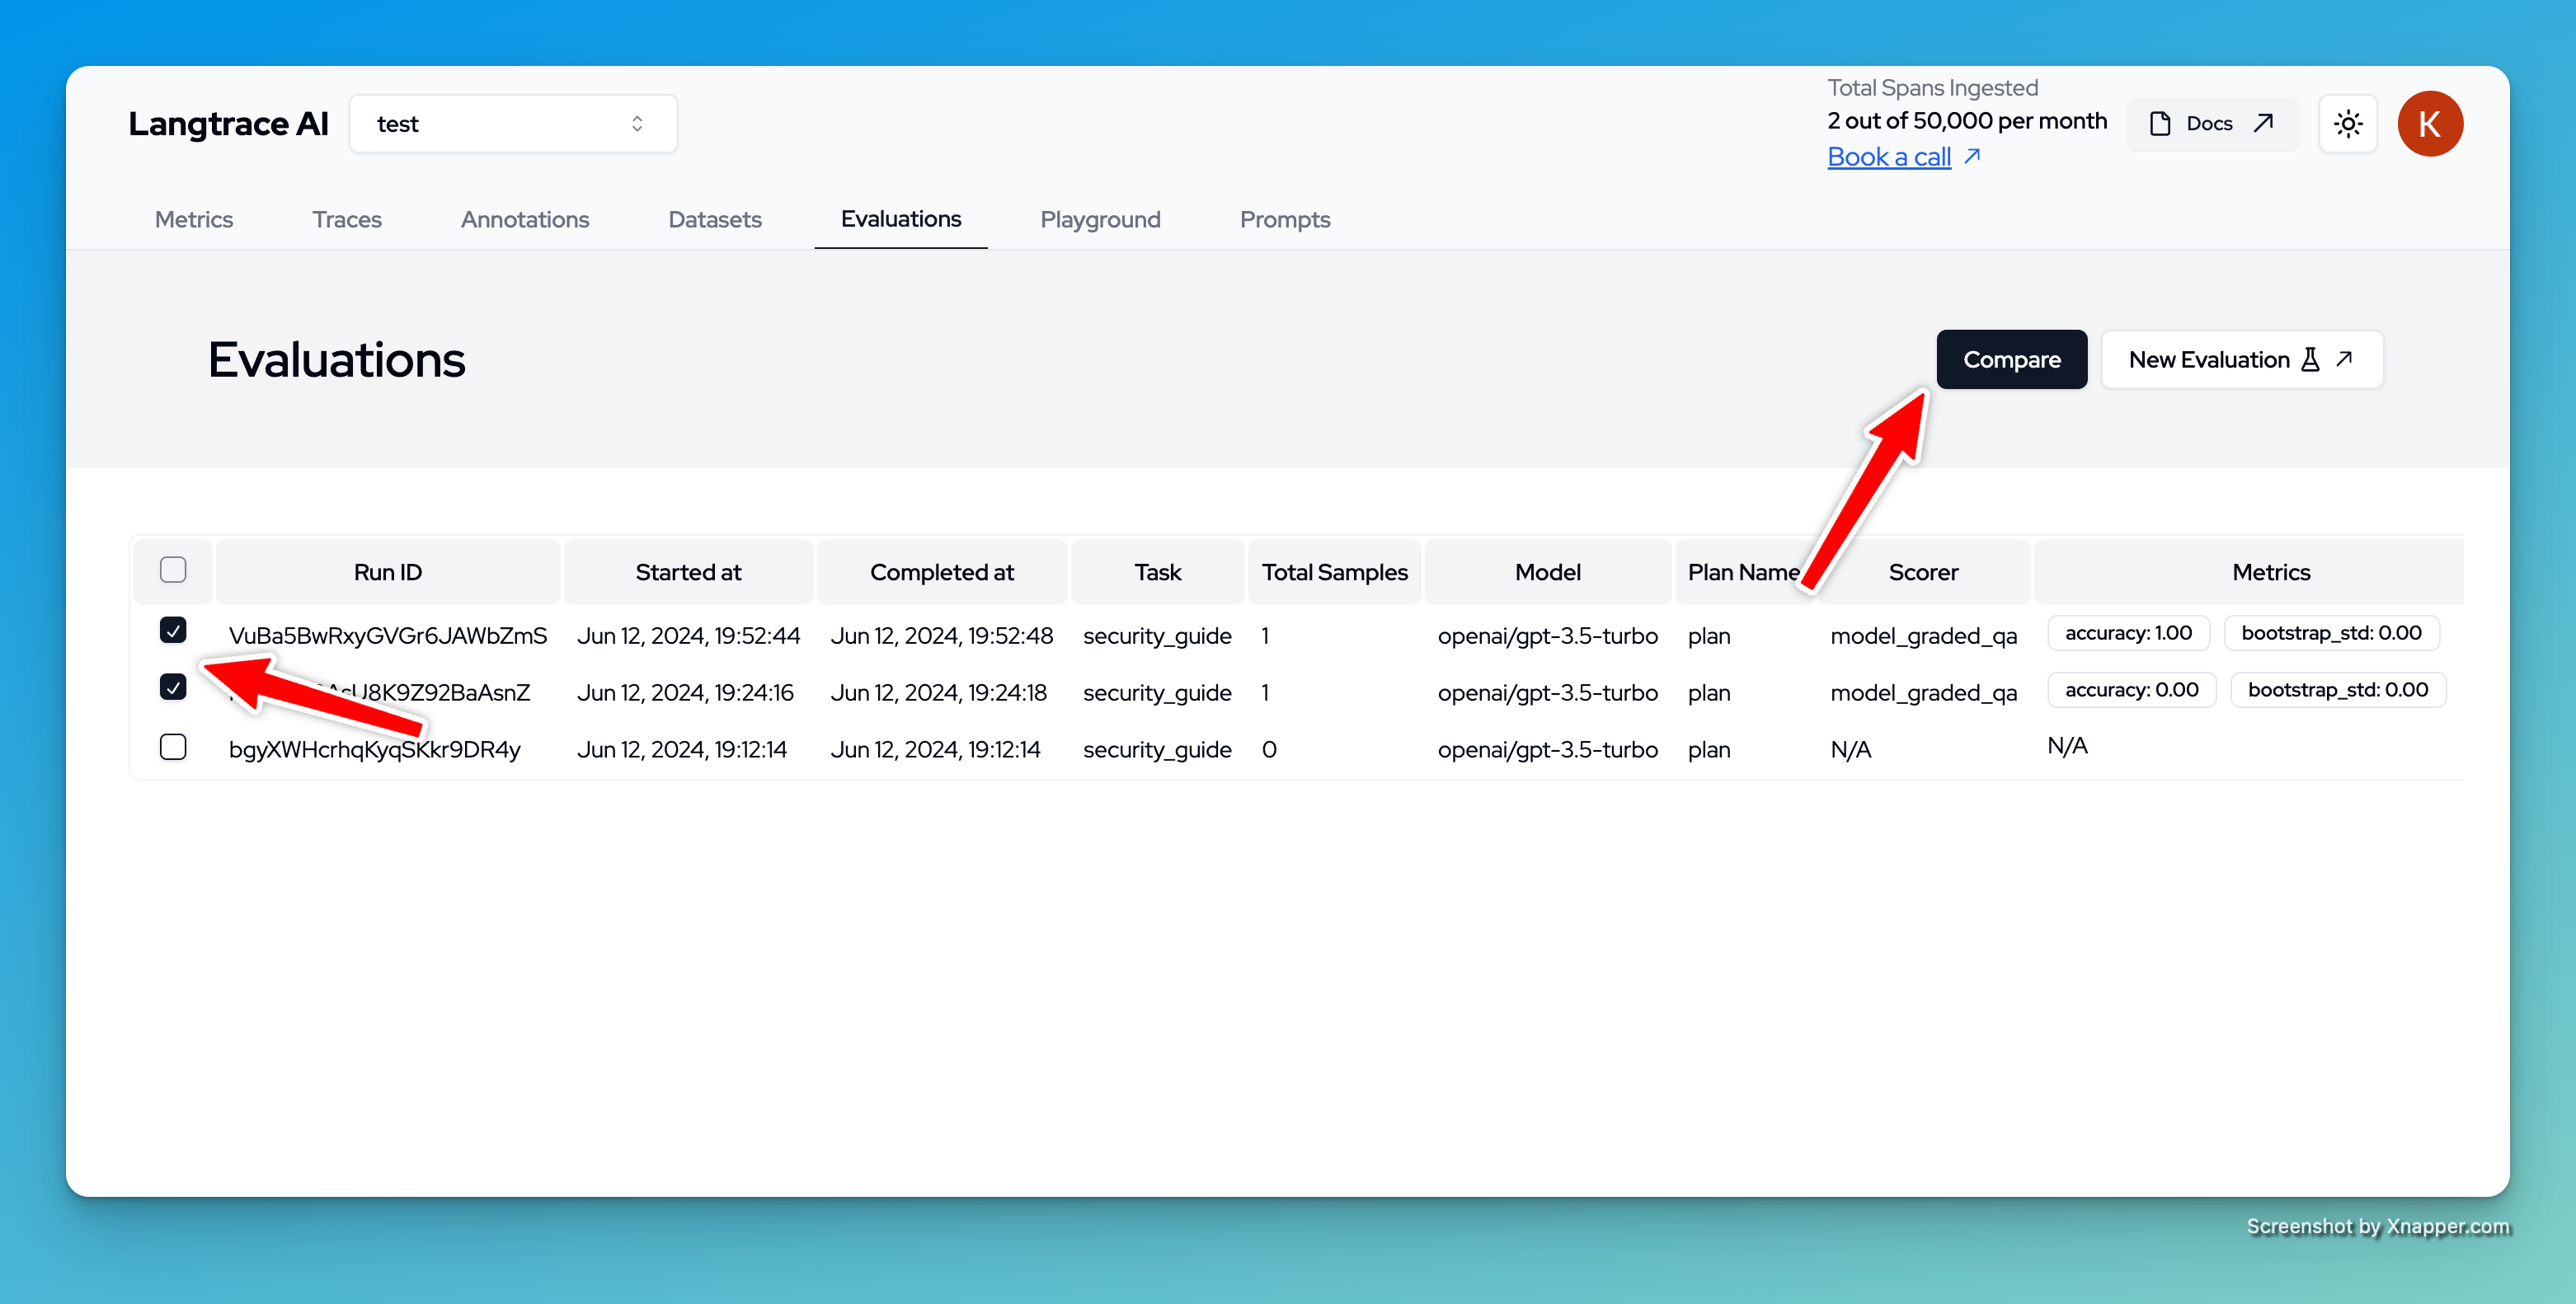 Langtrace AI
test
Total Spans Ingested
2 out of 50,000 per month
Book a call
Docs
K
Metrics Traces Annotations Datasets Evaluations Playground Prompts
Evaluations
Compare
New Evaluation
Run ID Started at Completed at Task Total Samples Model Plan Name Scorer Metrics
VuBa5BwRxyGVGr6JAWbZmS Jun 12, 2024, 19:52:44 Jun 12, 2024, 19:52:48 security_guide 1 openai/gpt-3.5-turbo plan model_graded_qa accuracy: 1.00 bootstrap_std: 0.00
Jun 12, 2024, 19:24:16 Jun 12, 2024, 19:24:18 security_guide 1 openai/gpt-3.5-turbo plan model_graded_qa accuracy: 0.00 bootstrap_std: 0.00
bgyXWHcrhqKyqSKkr9DR4y Jun 12, 2024, 19:12:14 Jun 12, 2024, 19:12:14 security_guide 0 openai/gpt-3.5-turbo plan N/A N/A
Screenshot by Xnapper.com